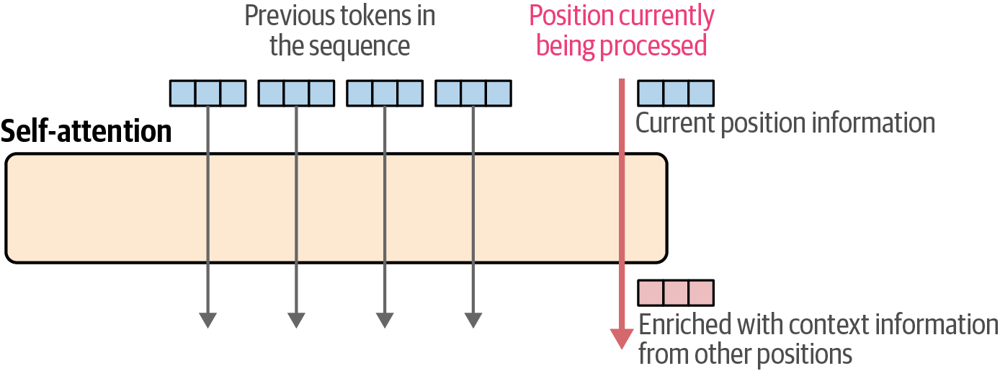 Previous tokens in
the sequence
Position currently
being processed
Self-attention
Current position information
Enriched with context information
from other positions